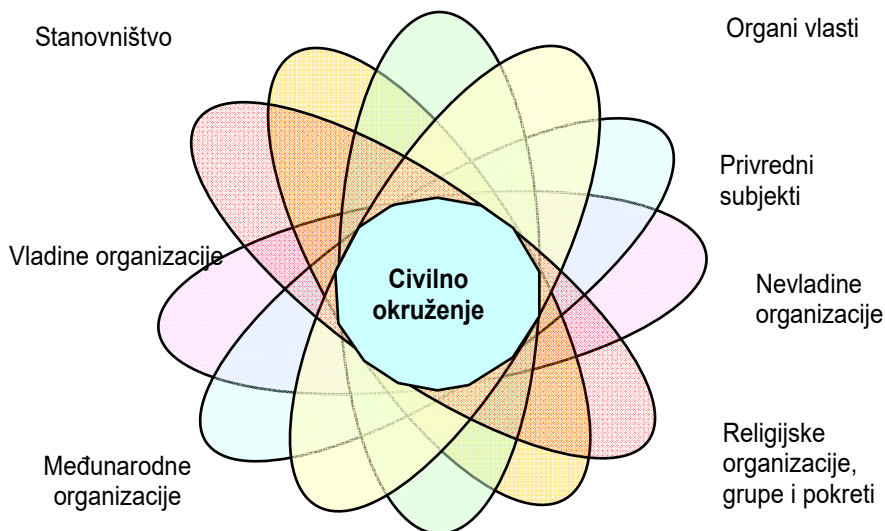 Stanovništvo
Organi vlasti
Privredni
subjekti
Vladine organizacije
Civilno
okruženje
Nevladine
organizacije
Međunarodne
organizacije
Religijske
organizacije,
grupe i pokreti